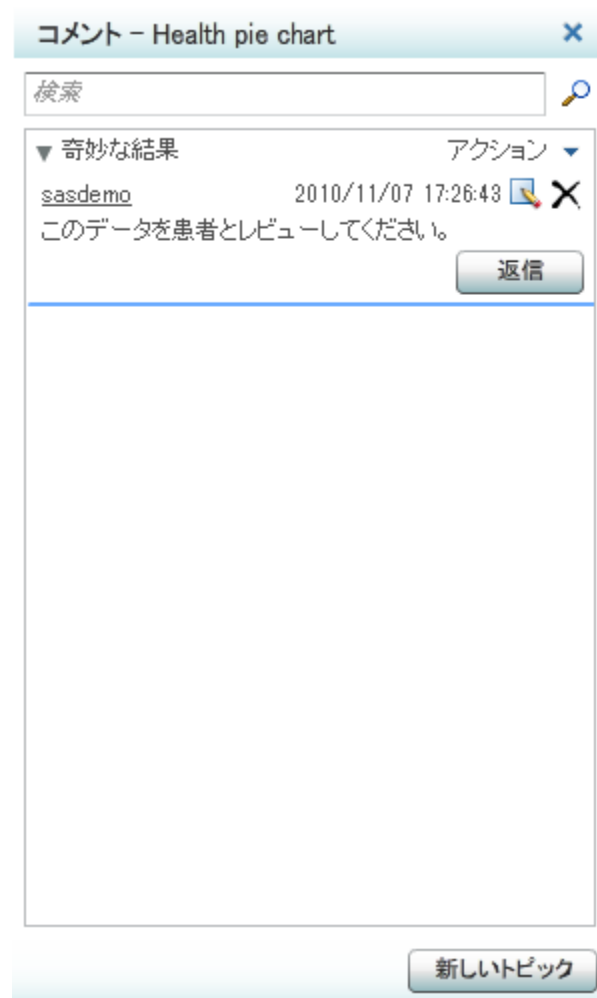 コメント - Health pie chart
検索
奇妙な結果 アクション
sasdemo 2010/11/07 17:26:43
このデータを患者とレビューしてください。
返信
新しいトピック